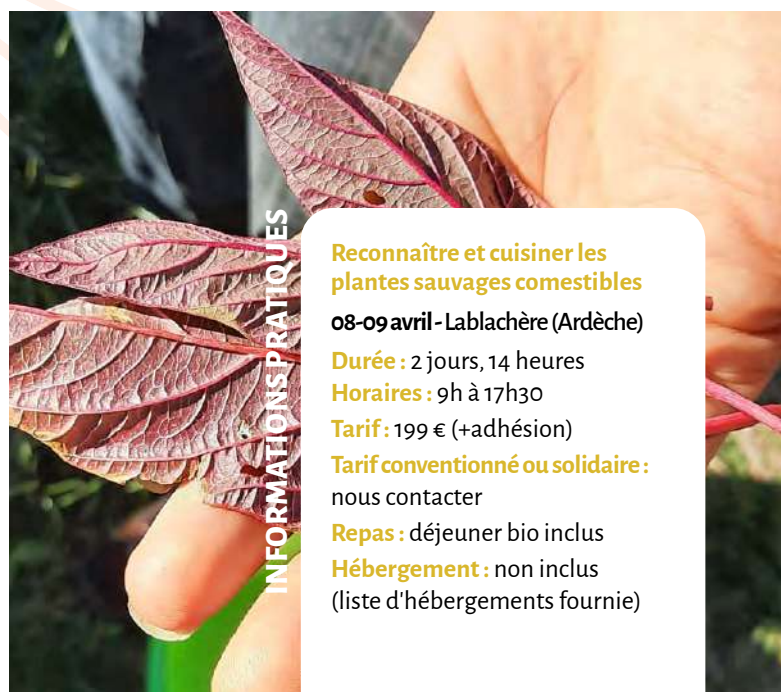 INFORMATIONS PRATIQUES
Reconnaître et cuisiner les
plantes sauvages comestibles
08-09 avril - Lablachère (Ardèche)
Durée : 2 jours, 14 heures
Horaires : 9h à 17h30
Tarif : 199 € (+adhésion)
Tarif conventionné ou solidaire :
nous contacter
Repas : déjeuner bio inclus
Hébergement : non inclus
(liste d'hébergements fournie)